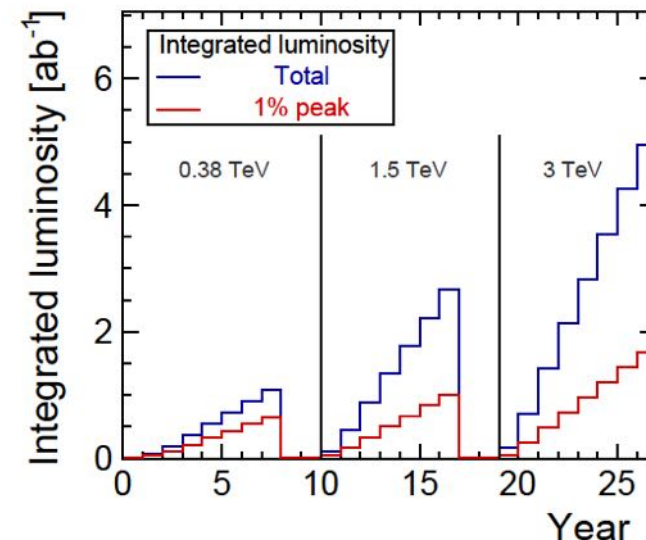 Integrated luminosity [ab⁻¹]
Integrated luminosity
Total
1% peak
0.38 TeV 1.5 TeV 3 TeV
6
4
2
0
0 5 10 15 20 25
Year